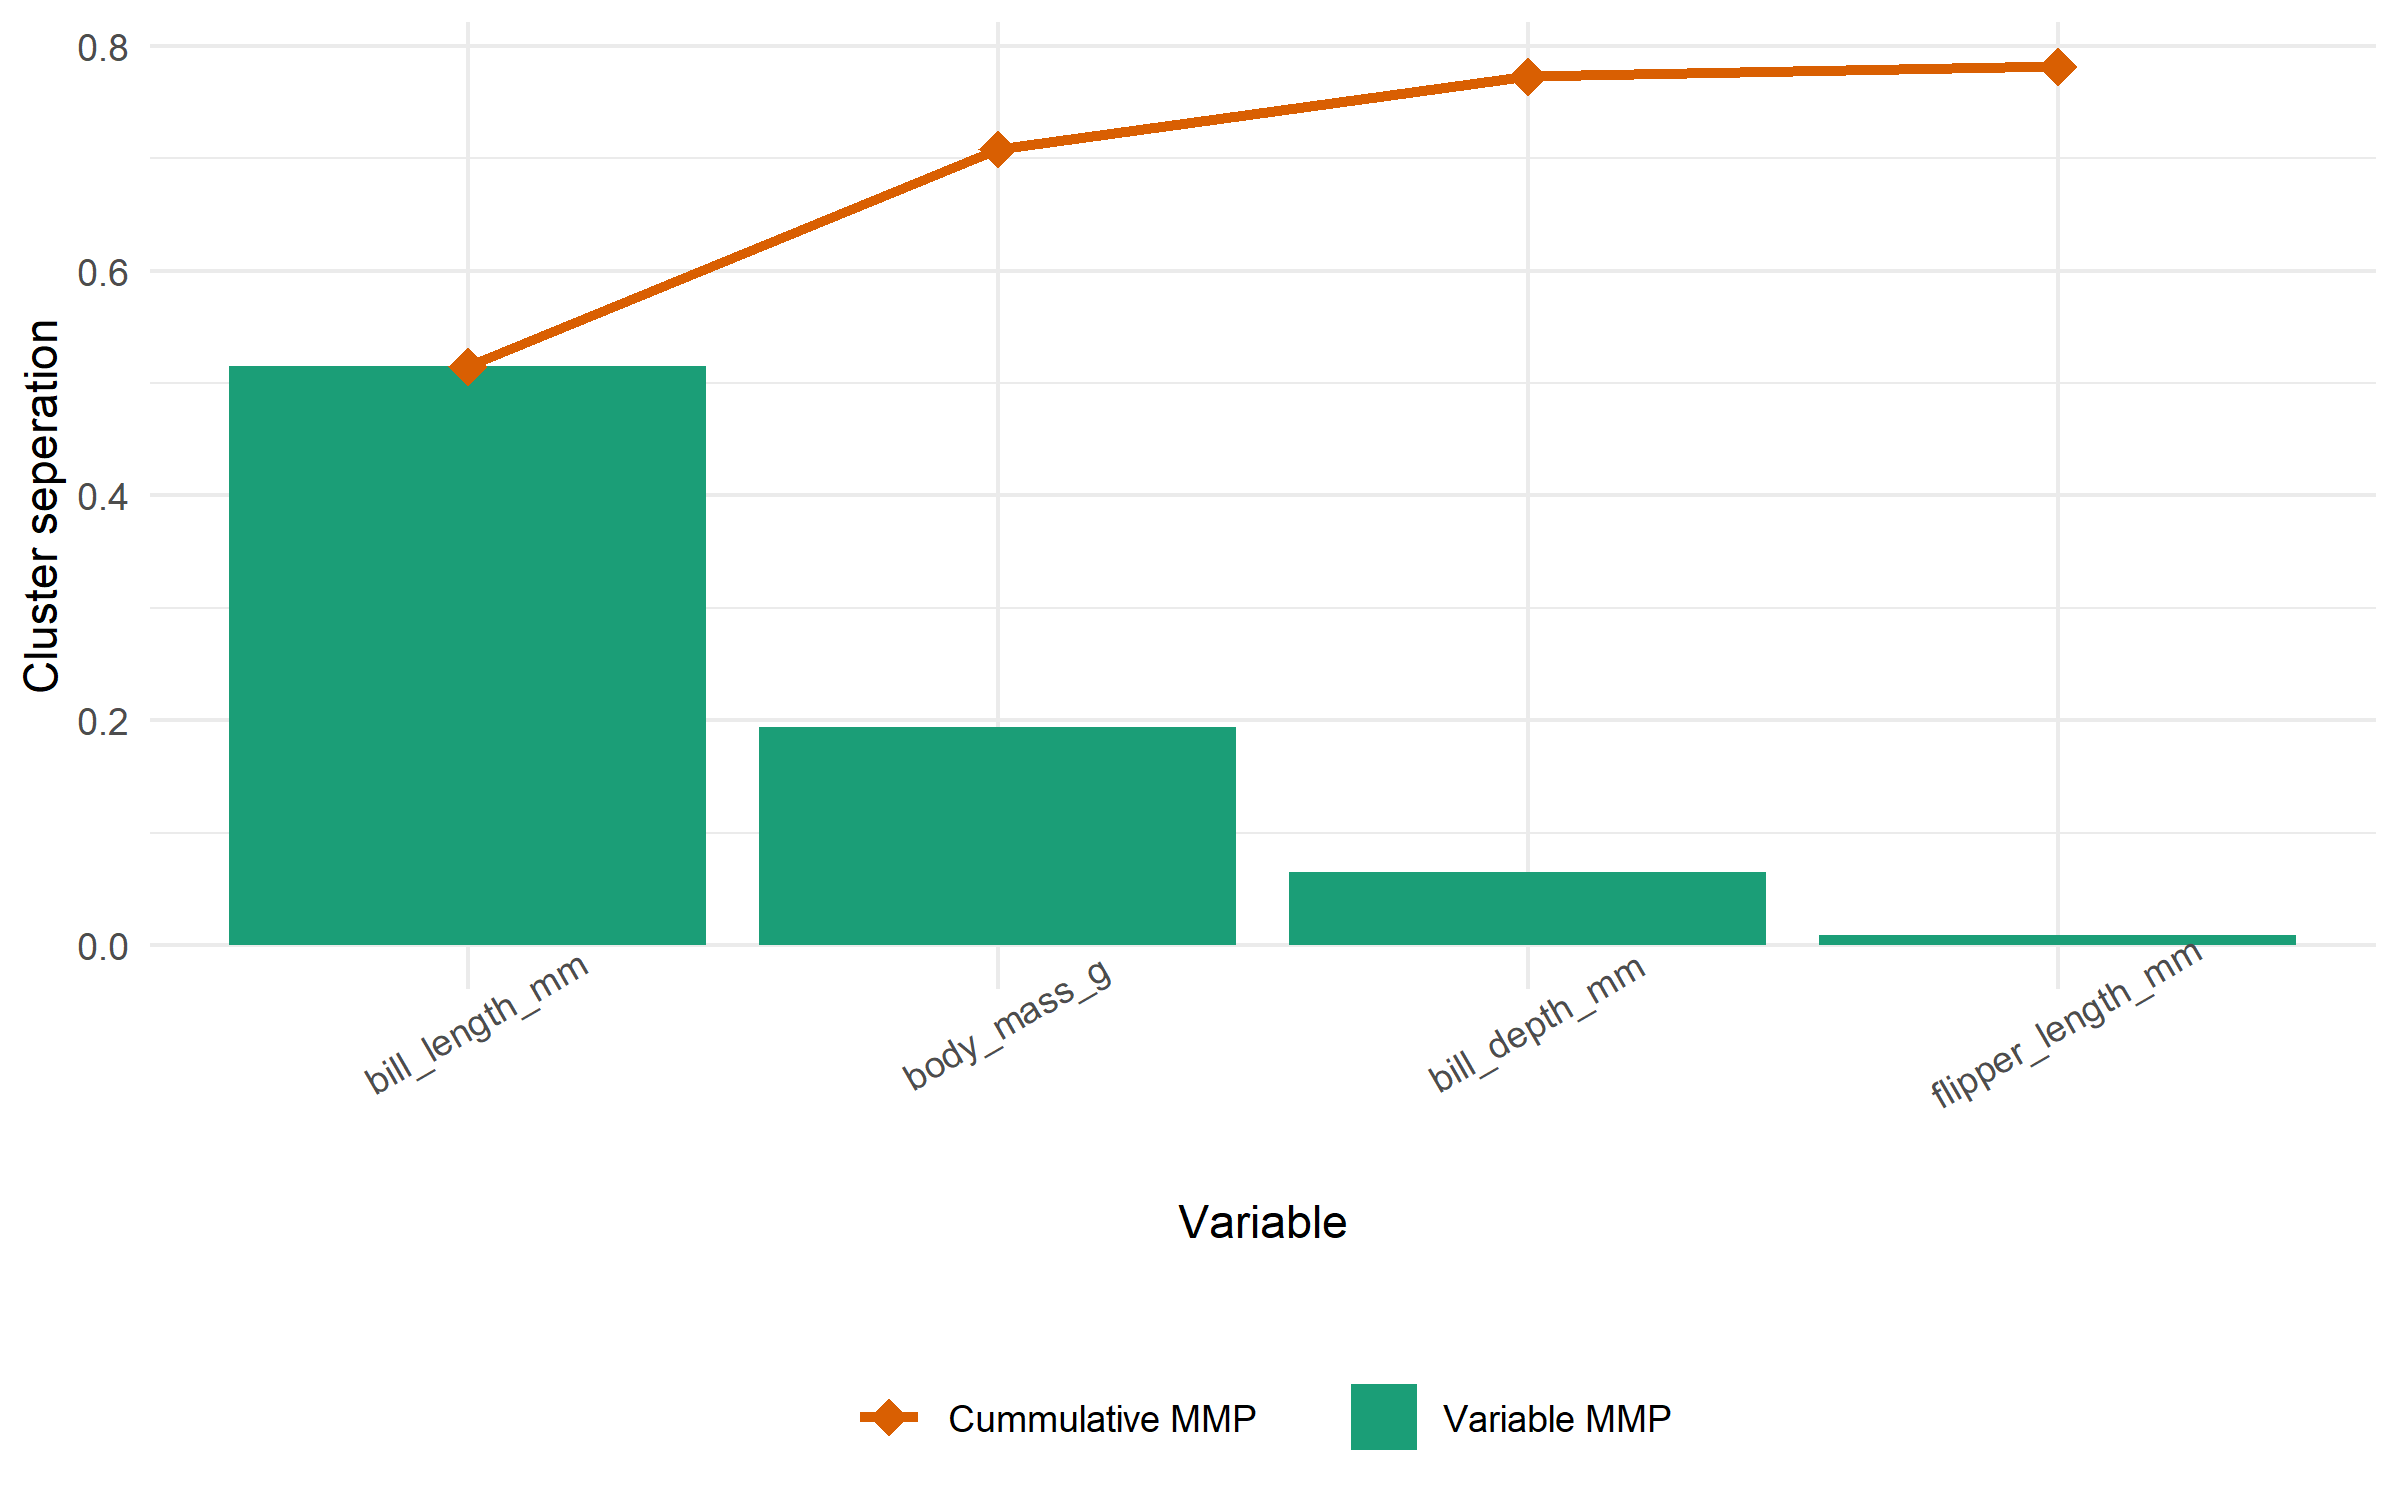 0.8
0.6
0.4
0.2
0.0
Cluster seperation
bill_length_mm
body_mass_g
bill_depth_mm
flipper_length_mm
Variable
Cummulative MMP
Variable MMP